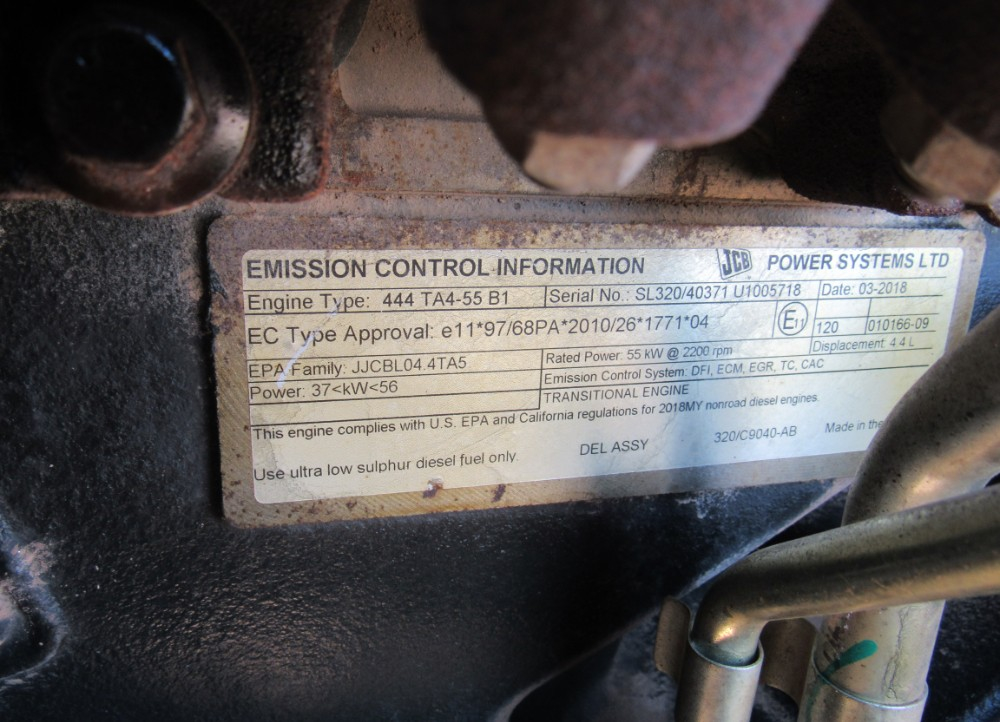 EMISSION CONTROL INFORMATION JCB POWER SYSTEMS LTD
Engine Type: 444 TA4-55 B1 Serial No.: SL320/40371 U1005718 Date: 03-2018
EC Type Approval: e11*97/68PA*2010/26*1771*04 E11 120 010166-09
EPA Family: JJCBL04.4TA5 Rated Power: 55 kW @ 2200 rpm Displacement: 4.4 L
Power: 37<kW<56 Emission Control System: DFI, ECM, EGR, TC, CAC
TRANSITIONAL ENGINE
This engine complies with U.S. EPA and California regulations for 2018MY nonroad diesel engines.
Use ultra low sulphur diesel fuel only. DEL ASSY 320/C9040-AB Made in the